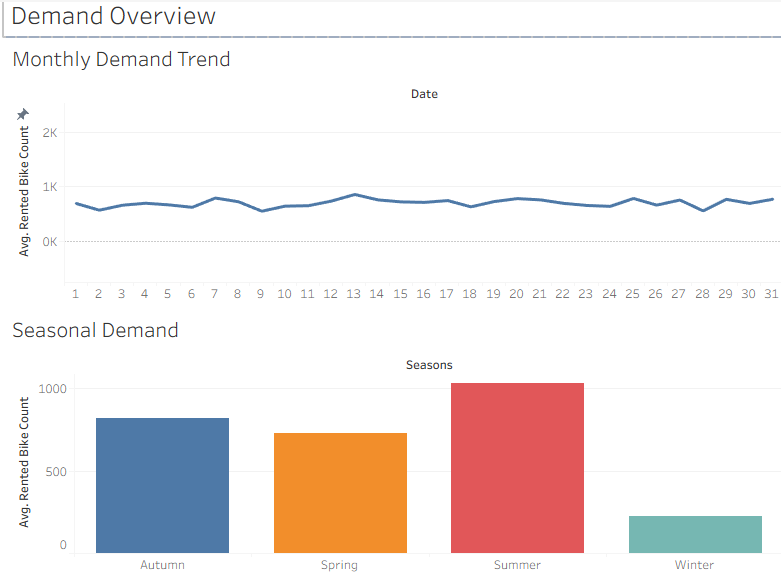 Demand Overview
Monthly Demand Trend
Date
Avg. Rented Bike Count
2K
1K
0K
1 2 3 4 5 6 7 8 9 10 11 12 13 14 15 16 17 18 19 20 21 22 23 24 25 26 27 28 29 30 31
Seasonal Demand
Seasons
Avg. Rented Bike Count
1000
500
0
Autumn Spring Summer Winter